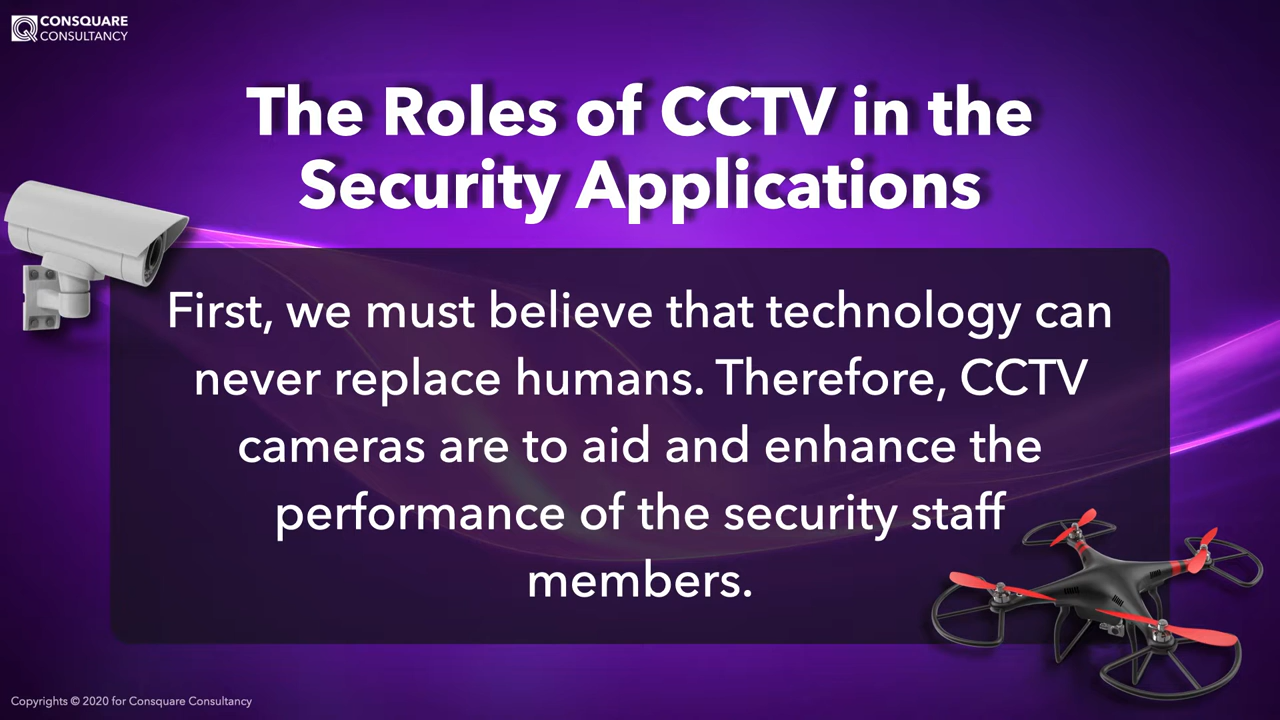 CONSQUARE
CONSULTANCY
The Roles of CCTV in the
Security Applications
First, we must believe that technology can
never replace humans. Therefore, CCTV
cameras are to aid and enhance the
performance of the security staff
members.
Copyrights © 2020 for Consquare Consultancy